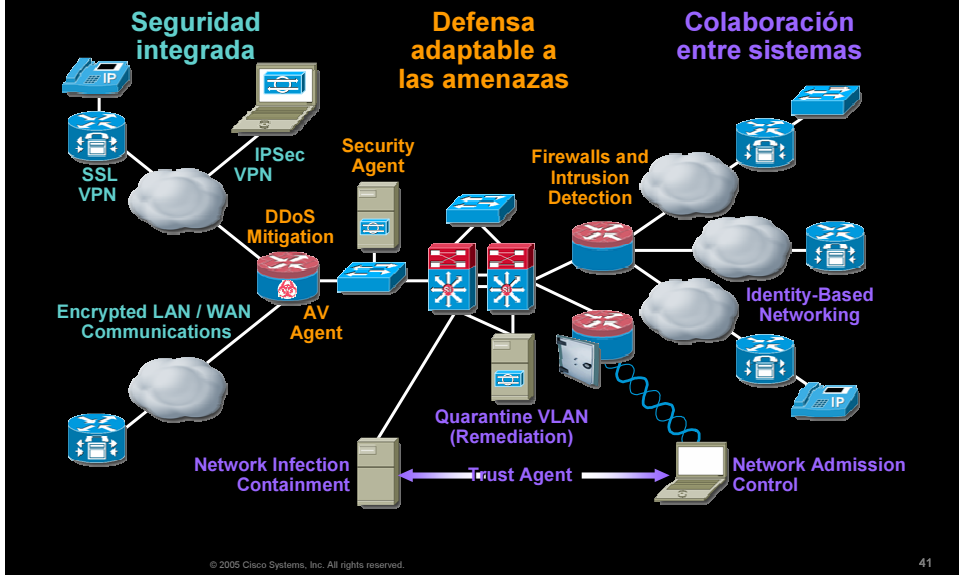 Seguridad
integrada
Defensa
adaptable a
las amenazas
Colaboración
entre sistemas
IP
SSL
VPN
IPSec
VPN
Security
Agent
Firewalls and
Intrusion
Detection
DDoS
Mitigation
AV
Agent
Encrypted LAN / WAN
Communications
Si
Si
Identity-Based
Networking
IP
Quarantine VLAN
(Remediation)
Network Infection
Containment
Trust Agent
Network Admission
Control
© 2005 Cisco Systems, Inc. All rights reserved.
41